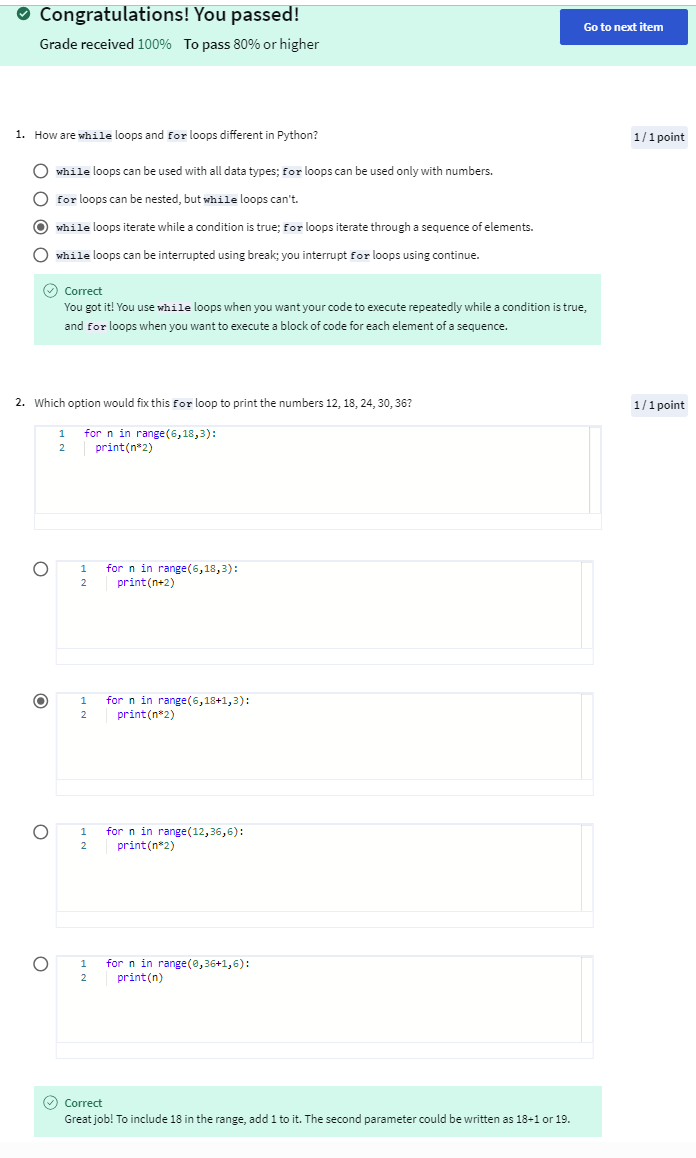 Congratulations! You passed!
Go to next item
Grade received 100% To pass 80% or higher
1. How are while loops and for loops different in Python?
1 / 1 point
while loops can be used with all data types; for loops can be used only with numbers.
for loops can be nested, but while loops can't.
while loops iterate while a condition is true; for loops iterate through a sequence of elements.
while loops can be interrupted using break; you interrupt for loops using continue.
Correct
You got it! You use while loops when you want your code to execute repeatedly while a condition is true,
and for loops when you want to execute a block of code for each element of a sequence.
2. Which option would fix this for loop to print the numbers 12, 18, 24, 30, 36?
1 / 1 point
1 for n in range(6,18,3):
2 print(n*2)
1 for n in range(6,18,3):
2 print(n+2)
1 for n in range(6,18+1,3):
2 print(n*2)
1 for n in range(12,36,6):
2 print(n*2)
1 for n in range(0,36+1,6):
2 print(n)
Correct
Great job! To include 18 in the range, add 1 to it. The second parameter could be written as 18+1 or 19.